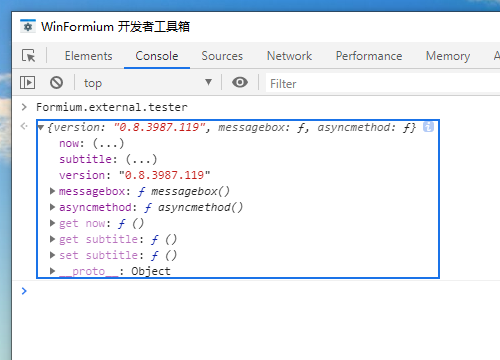 WinFormium 开发者工具箱
Elements Console Sources Network Performance Memory A
top Filter
Formium.external.tester
{version: "0.8.3987.119", messagebox: ƒ, asyncmethod: ƒ} i
now: (...)
subtitle: (...)
version: "0.8.3987.119"
messagebox: ƒ messagebox()
asyncmethod: ƒ asyncmethod()
get now: ƒ ()
get subtitle: ƒ ()
set subtitle: ƒ ()
__proto__: Object